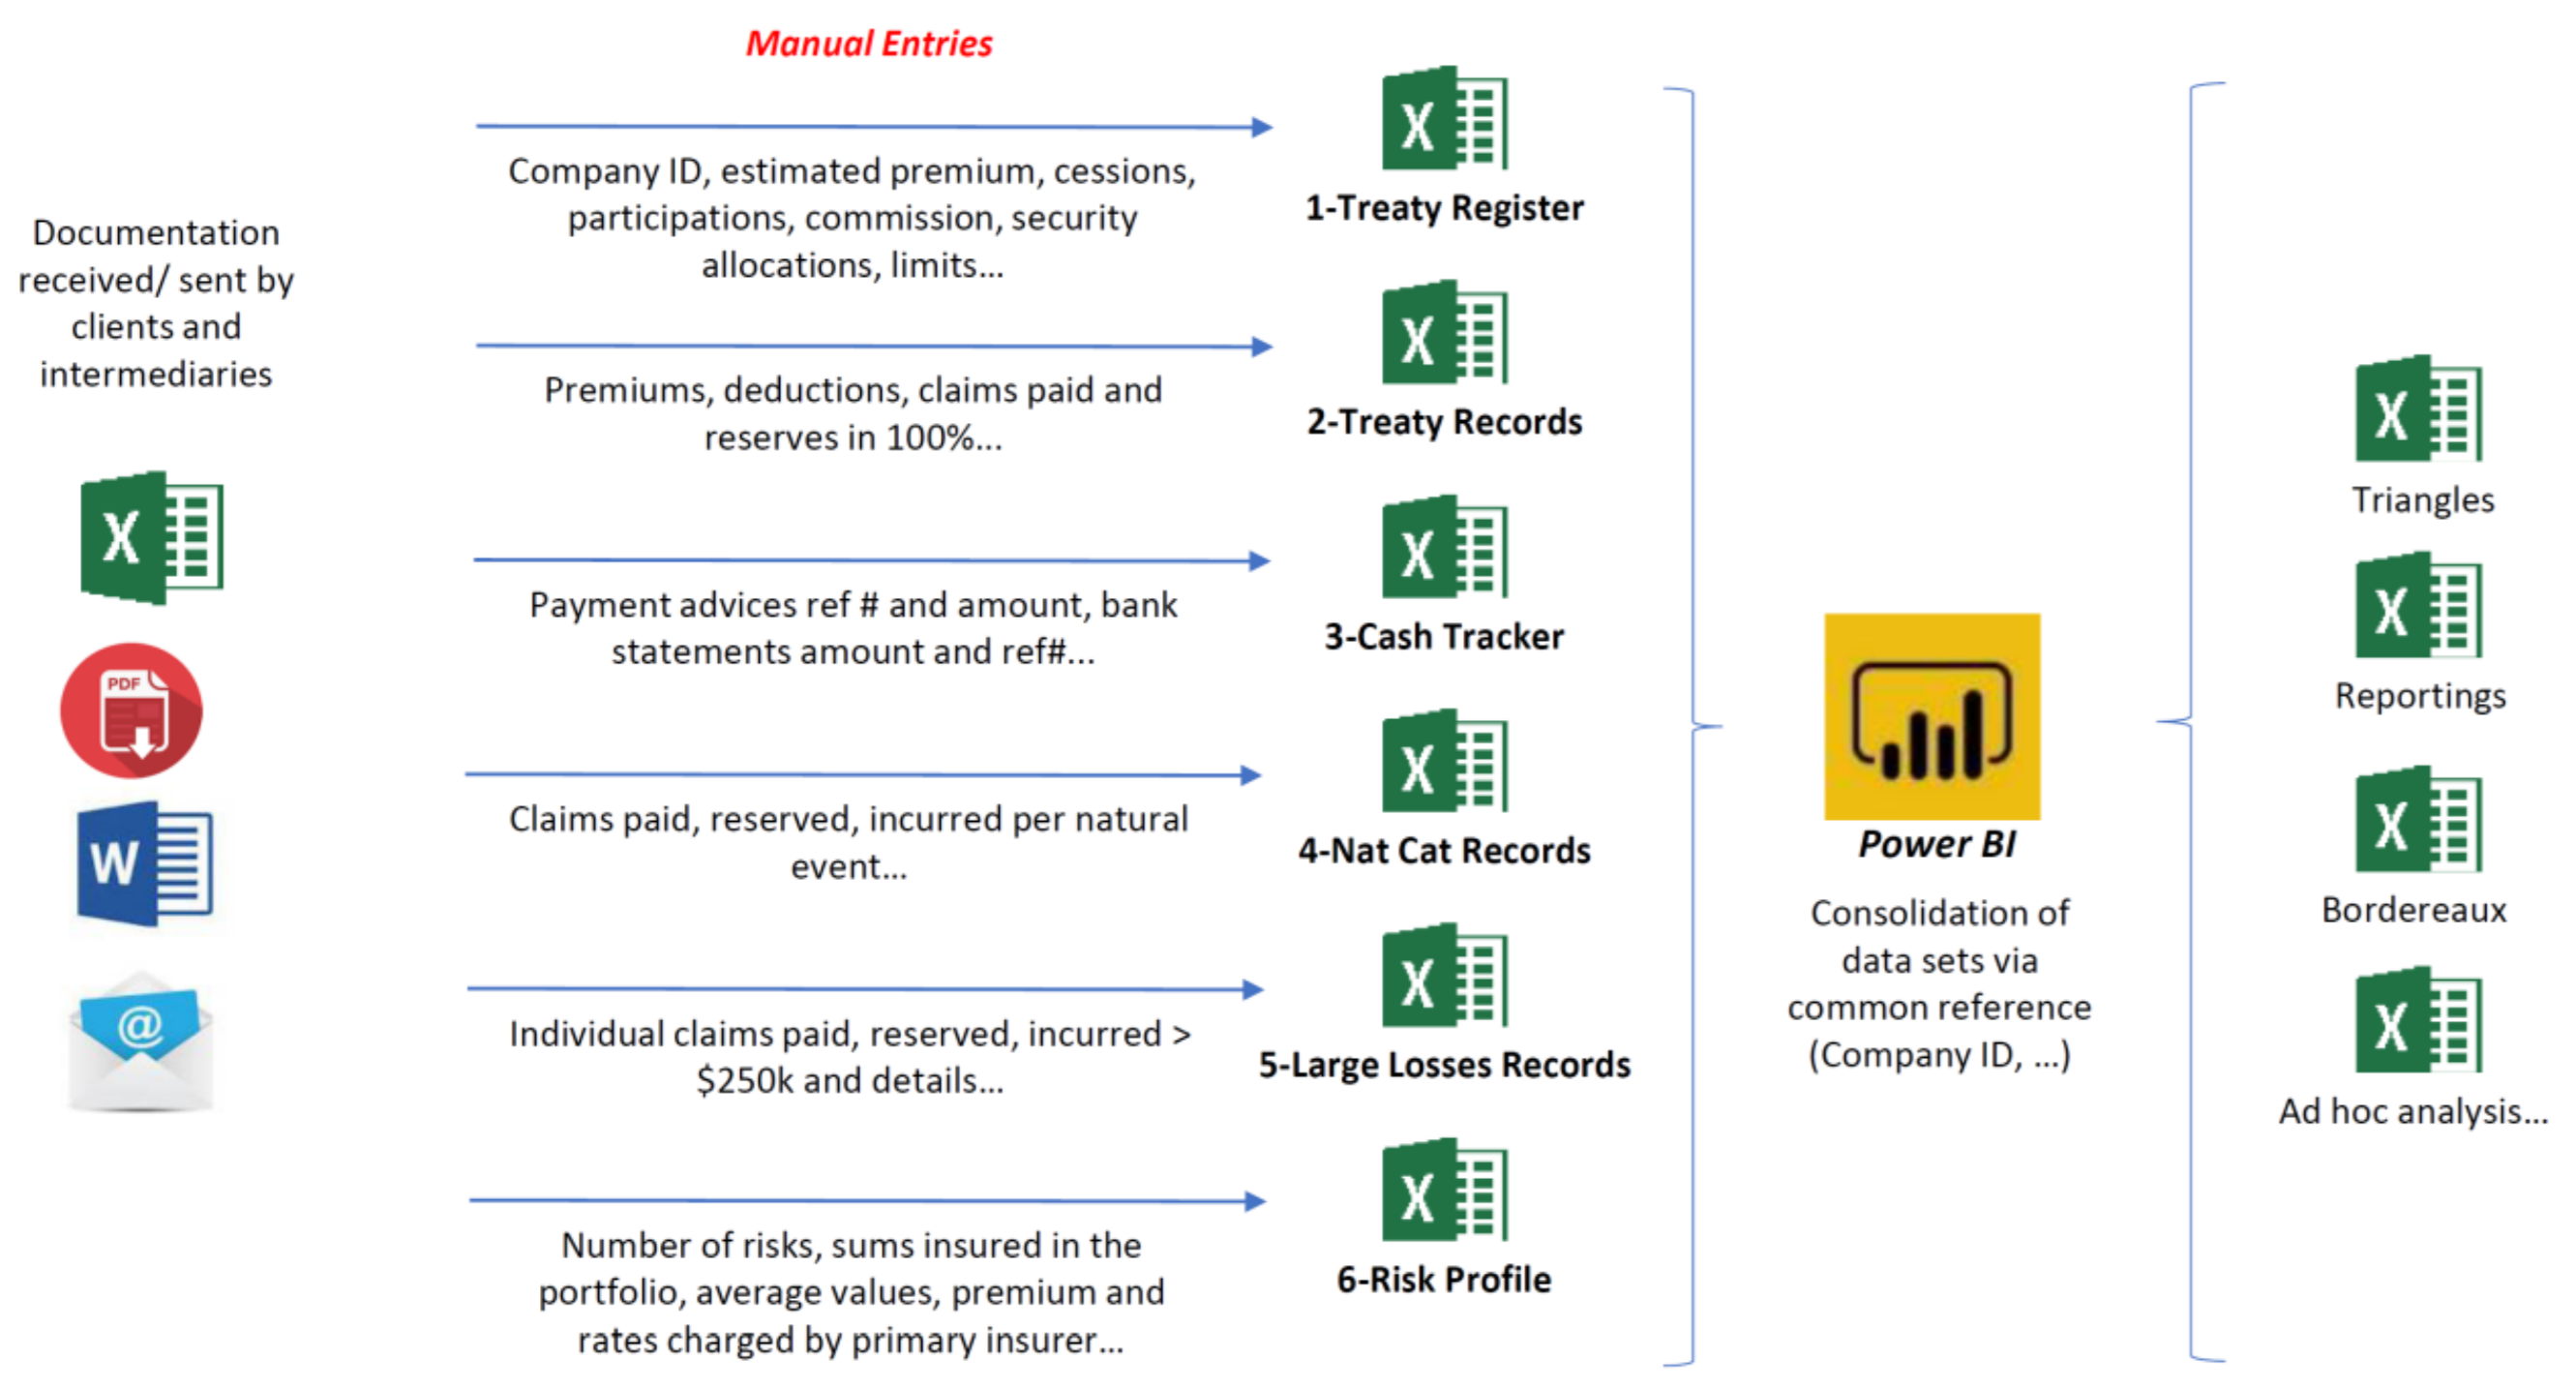 Manual Entries
Documentation
received/ sent by
clients and
intermediaries
X
PDF
W
@
Company ID, estimated premium, cessions,
participations, commission, security
allocations, limits...
X
1-Treaty Register
Premiums, deductions, claims paid and
reserves in 100%...
X
2-Treaty Records
Payment advices ref # and amount, bank
statements amount and ref#...
X
3-Cash Tracker
Claims paid, reserved, incurred per natural
event...
X
4-Nat Cat Records
Individual claims paid, reserved, incurred >
$250k and details...
X
5-Large Losses Records
Number of risks, sums insured in the
portfolio, average values, premium and
rates charged by primary insurer...
X
6-Risk Profile
Power BI
Consolidation of
data sets via
common reference
(Company ID, ...)
X
Triangles
X
Reportings
X
Bordereaux
X
Ad hoc analysis...